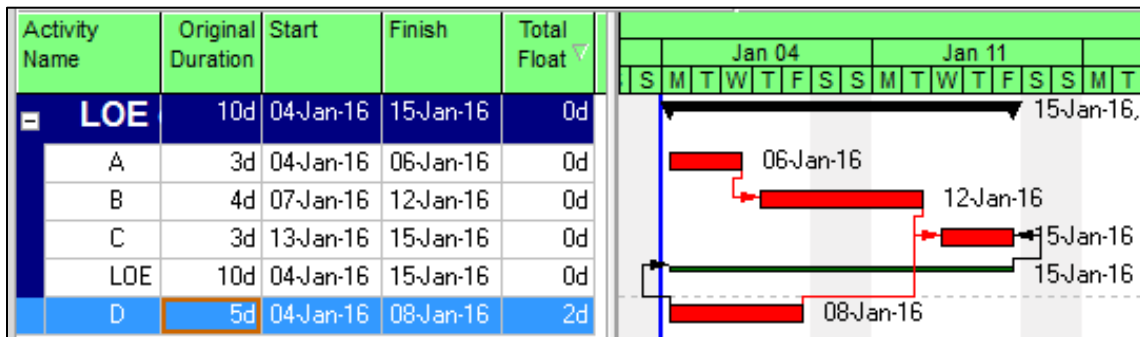 Activity Name Original Duration Start Finish Total Float
Jan 04 Jan 11
S M T W T F S S M T W T F S S M T
LOE 10d 04-Jan-16 15-Jan-16 0d 15-Jan-16,
A 3d 04-Jan-16 06-Jan-16 0d 06-Jan-16
B 4d 07-Jan-16 12-Jan-16 0d 12-Jan-16
C 3d 13-Jan-16 15-Jan-16 0d 15-Jan-16
LOE 10d 04-Jan-16 15-Jan-16 0d 15-Jan-16
D 5d 04-Jan-16 08-Jan-16 2d 08-Jan-16